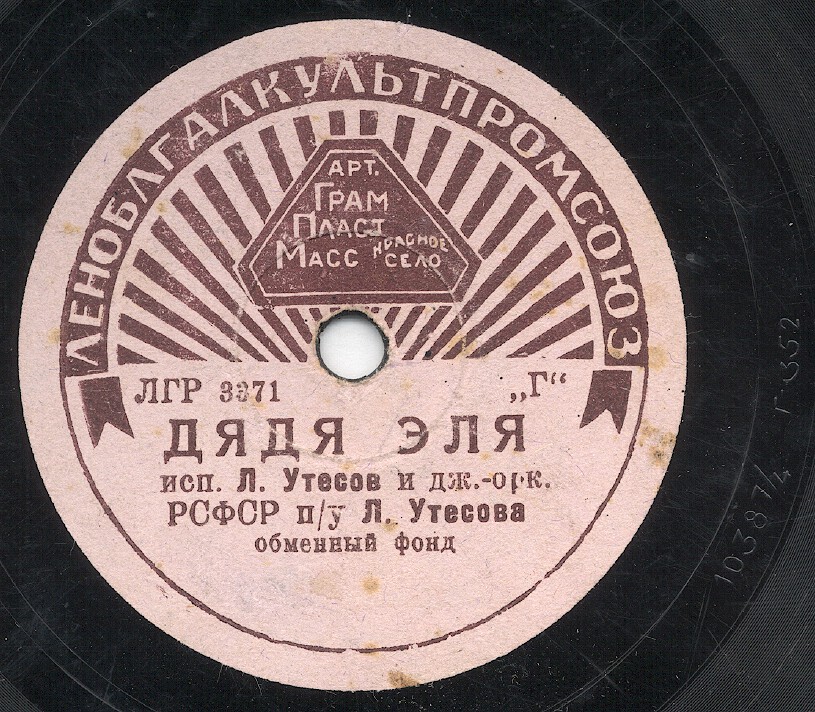 ЛЕНОБЛГАЛКУЛЬТПРОМСОЮЗ
АРТ.
ГРАМ
ПЛАСТ
МАСС КРАСНОЕ СЕЛО
ЛГР 3371 „Г“
ДЯДЯ ЭЛЯ
исп. Л. Утесов и дж.-орк.
РСФСР п/у Л. Утесова
обменный фонд
10387/4 Г-352